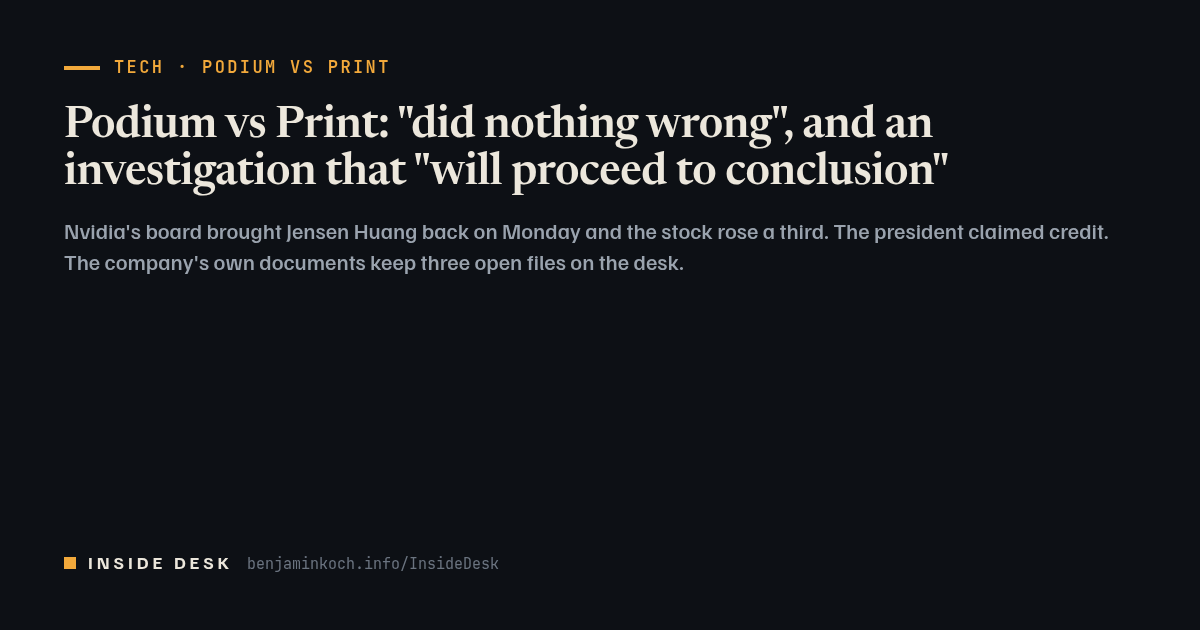 TECH · PODIUM VS PRINT
Podium vs Print: "did nothing wrong", and an
investigation that "will proceed to conclusion"
Nvidia's board brought Jensen Huang back on Monday and the stock rose a third. The president claimed credit.
The company's own documents keep three open files on the desk.
INSIDE DESK benjaminkoch.info/InsideDesk